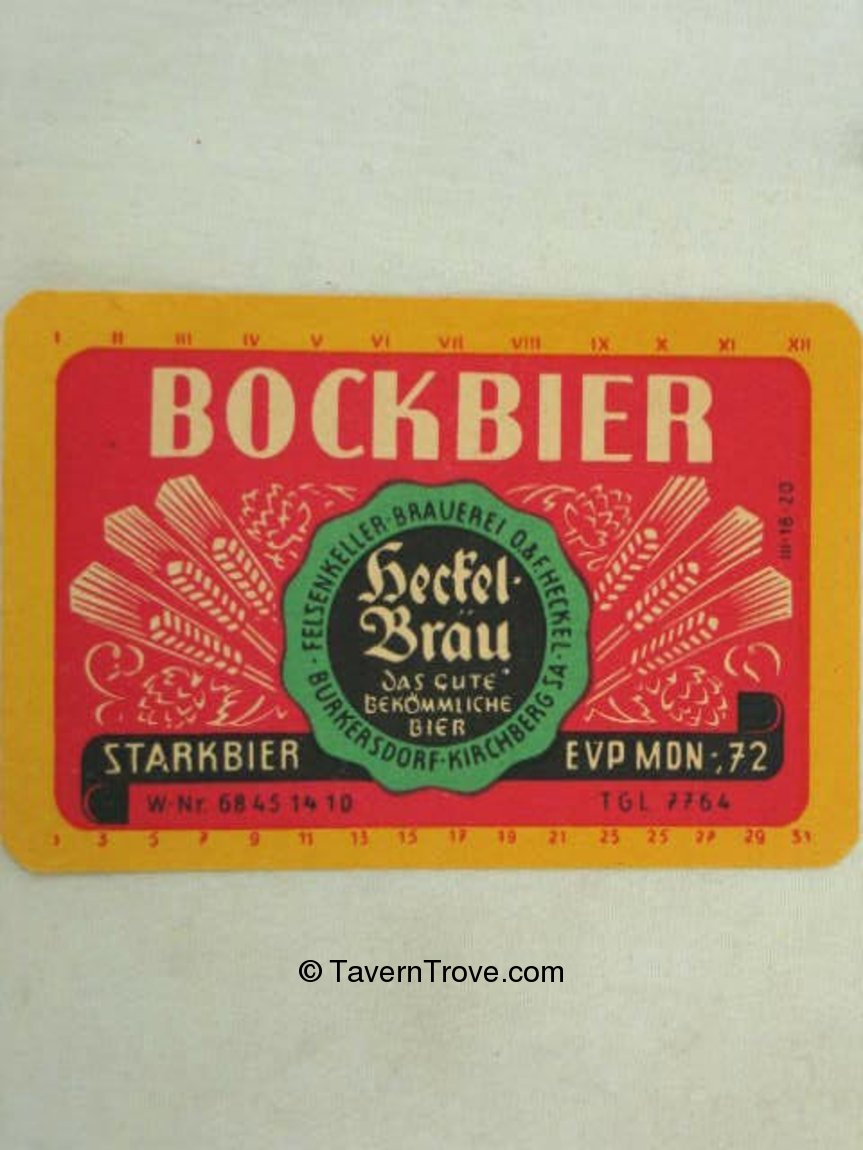 I II III IV V VI VII VIII IX X XI XII
BOCKBIER
III-18-20
· FELSENKELLER-BRAUEREI O.&F.HECKEL ·
BURKERSDORF-KIRCHBERG SA.
Heckel-
Bräu
DAS GUTE
BEKÖMMLICHE
BIER
STARKBIER
EVP MDN -,72
W-Nr. 68 45 14 10
TGL 7764
1 3 5 7 9 11 13 15 17 19 21 23 25 27 29 31
© TavernTrove.com